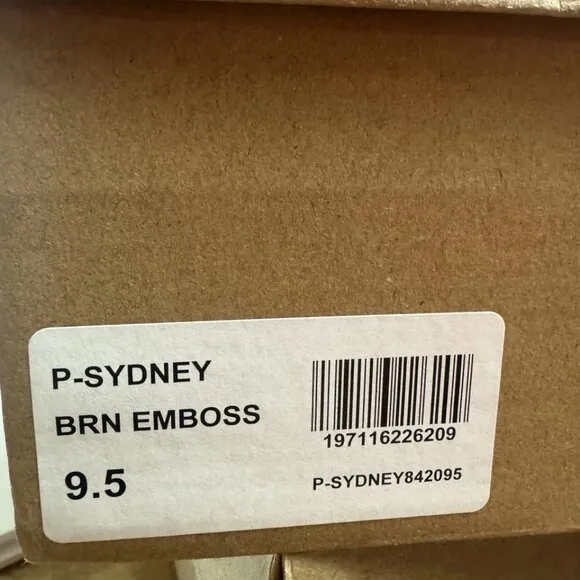 P-SYDNEY
BRN EMBOSS
9.5
197116226209
P-SYDNEY842095